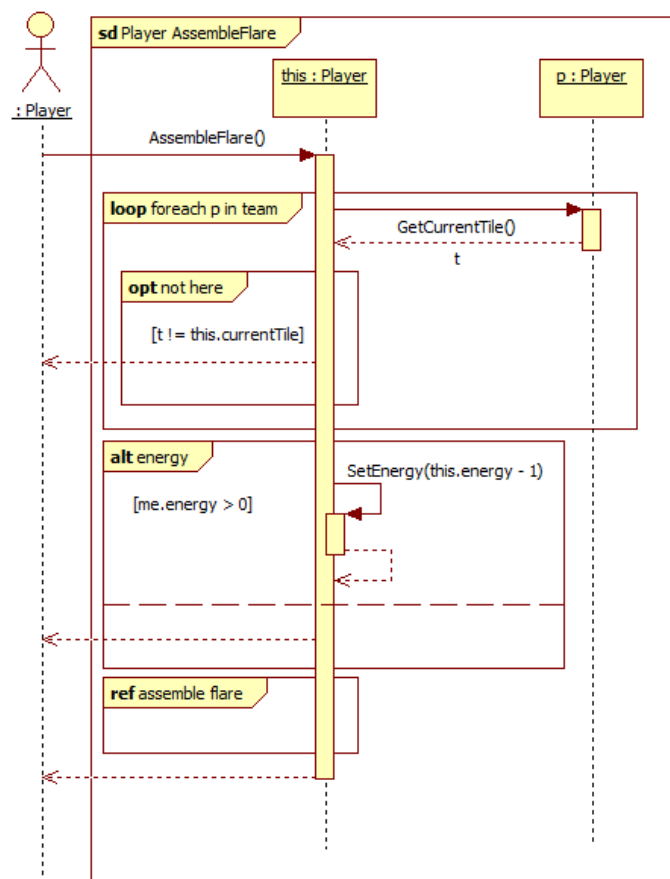 sd Player AssembleFlare
: Player
this : Player
p : Player
AssembleFlare()
loop foreach p in team
GetCurrentTile()
t
opt not here
[t != this.currentTile]
alt energy
SetEnergy(this.energy - 1)
[me.energy > 0]
ref assemble flare